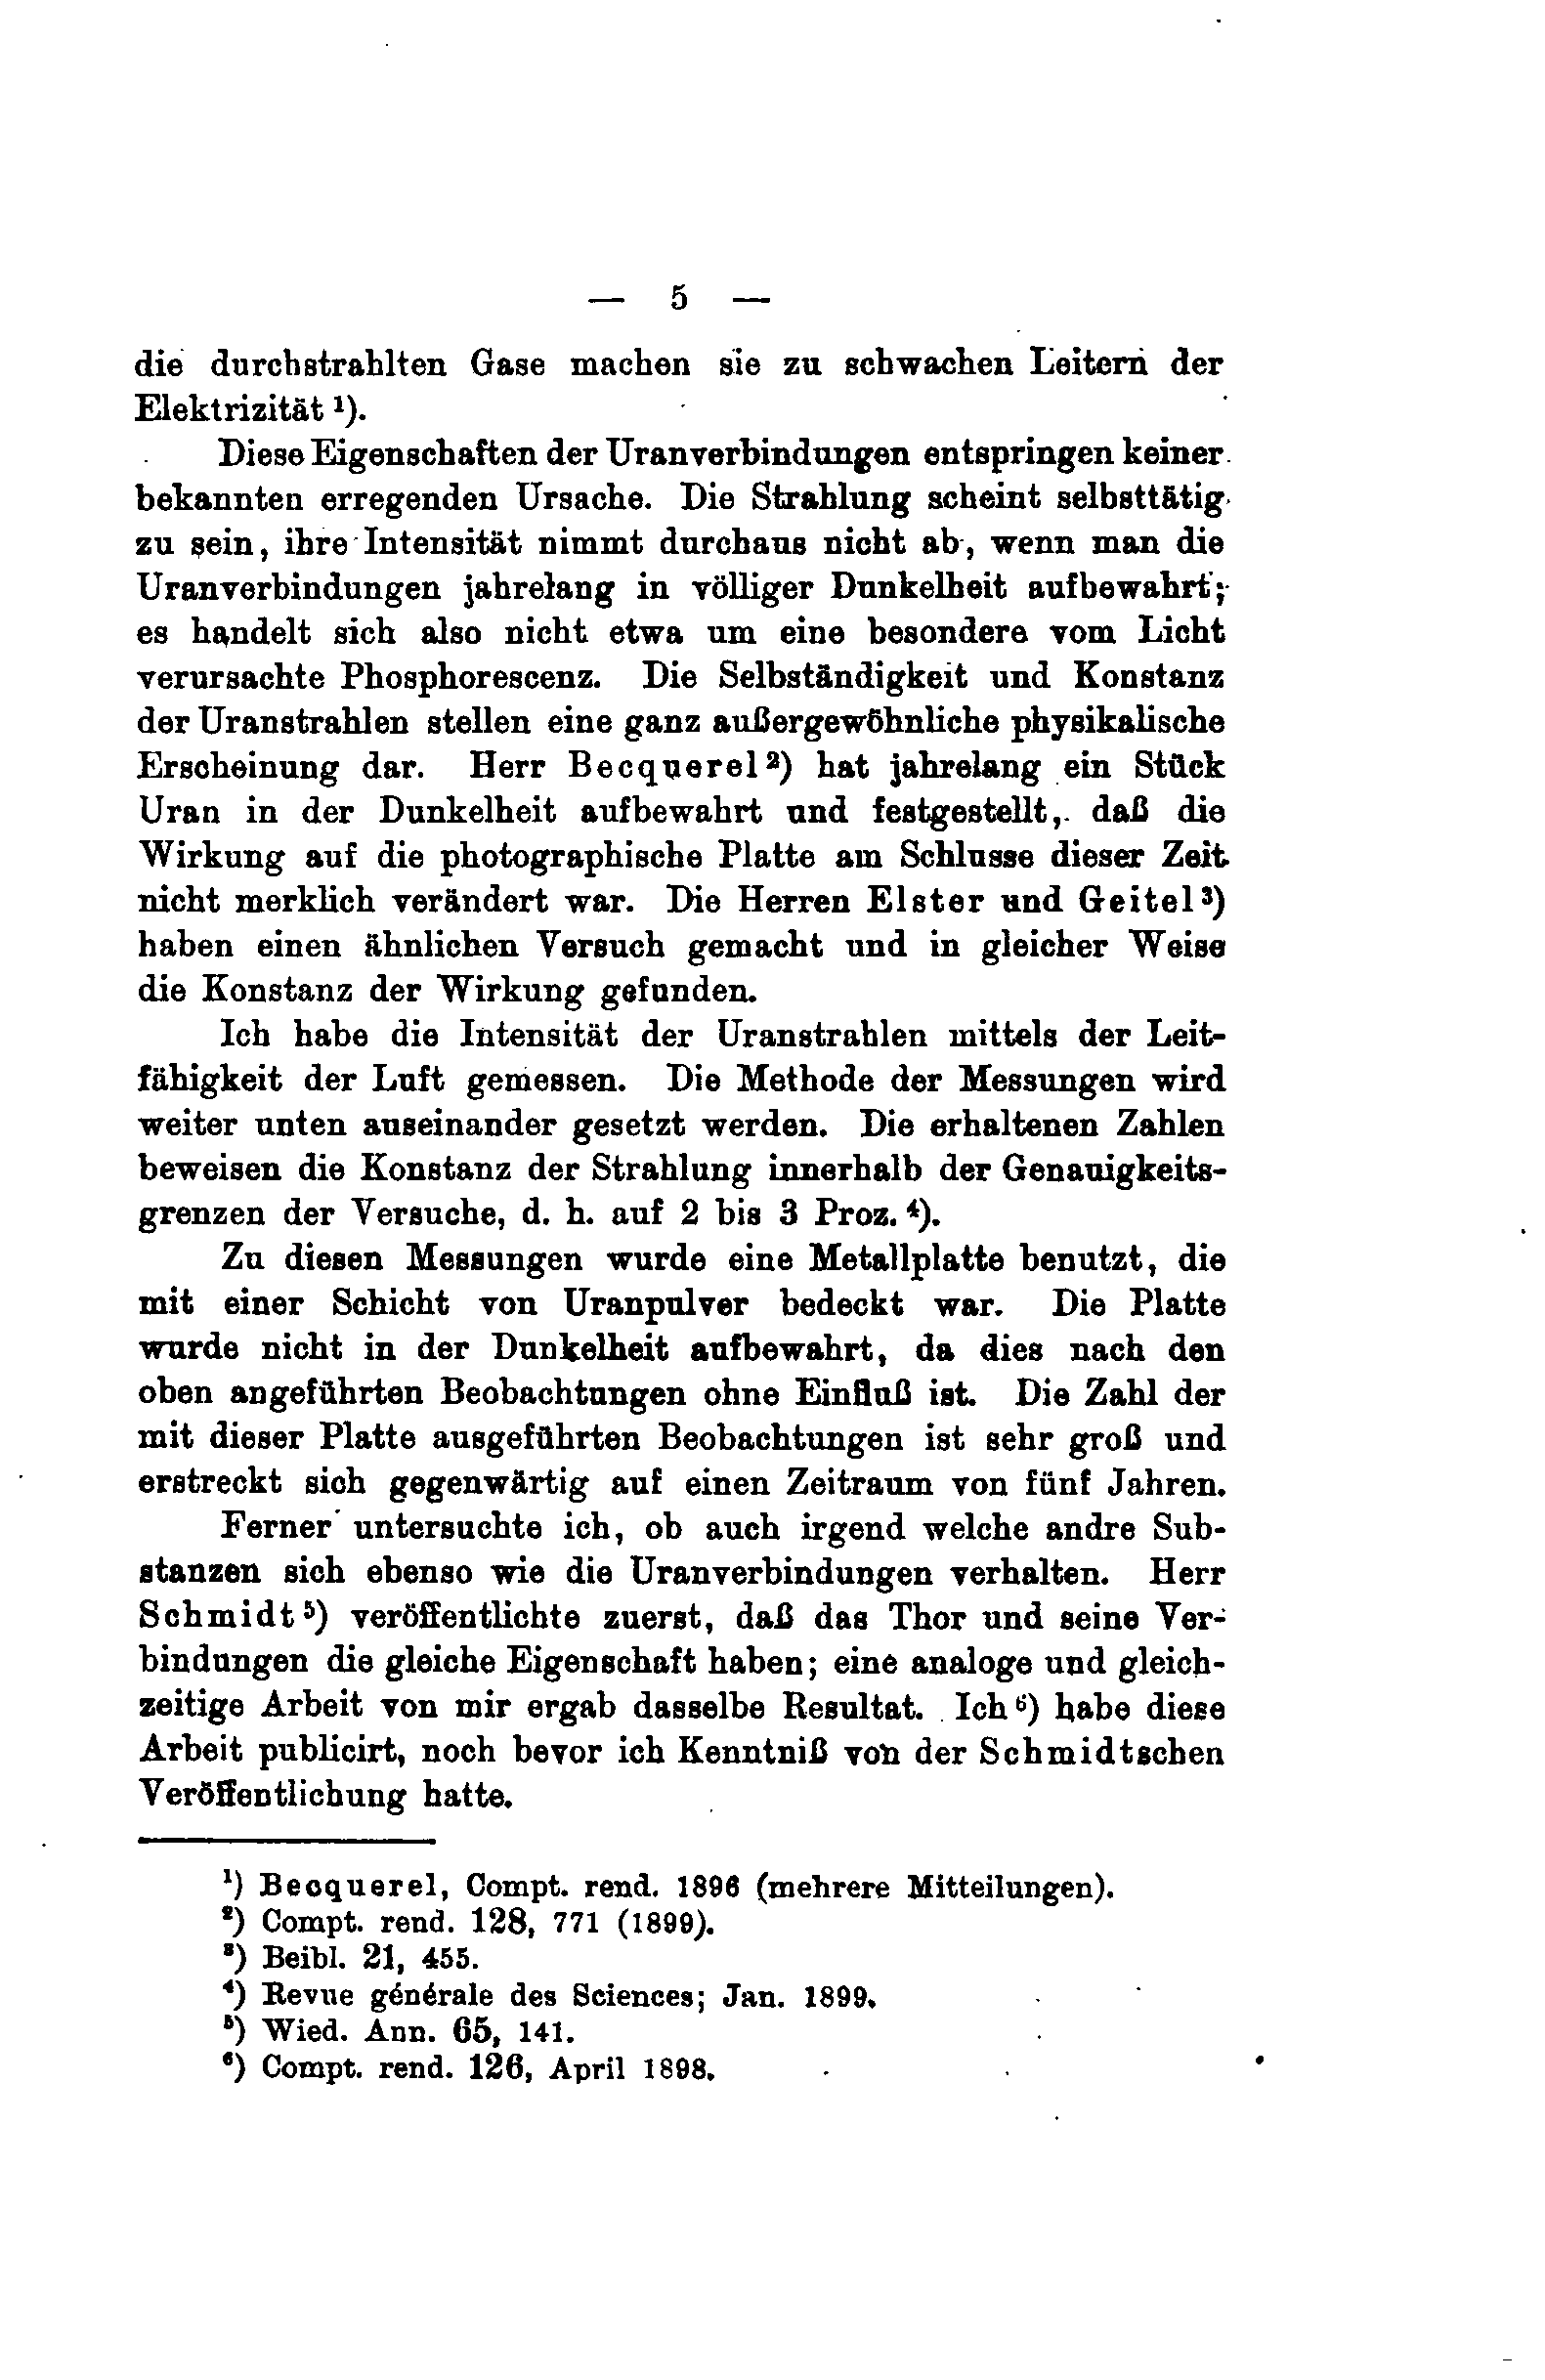 — 5 —
die durchstrahlten Gase machen sie zu schwachen Leitern der
Elektrizität ¹).
Diese Eigenschaften der Uranverbindungen entspringen keiner
bekannten erregenden Ursache. Die Strahlung scheint selbsttätig
zu sein, ihre Intensität nimmt durchaus nicht ab, wenn man die
Uranverbindungen jahrelang in völliger Dunkelheit aufbewahrt;
es handelt sich also nicht etwa um eine besondere vom Licht
verursachte Phosphorescenz. Die Selbständigkeit und Konstanz
der Uranstrahlen stellen eine ganz außergewöhnliche physikalische
Erscheinung dar. Herr Becquerel²) hat jahrelang ein Stück
Uran in der Dunkelheit aufbewahrt und festgestellt, daß die
Wirkung auf die photographische Platte am Schlusse dieser Zeit
nicht merklich verändert war. Die Herren Elster und Geitel³)
haben einen ähnlichen Versuch gemacht und in gleicher Weise
die Konstanz der Wirkung gefunden.
Ich habe die Intensität der Uranstrahlen mittels der Leit-
fähigkeit der Luft gemessen. Die Methode der Messungen wird
weiter unten auseinander gesetzt werden. Die erhaltenen Zahlen
beweisen die Konstanz der Strahlung innerhalb der Genauigkeits-
grenzen der Versuche, d. h. auf 2 bis 3 Proz. ⁴).
Zu diesen Messungen wurde eine Metallplatte benutzt, die
mit einer Schicht von Uranpulver bedeckt war. Die Platte
wurde nicht in der Dunkelheit aufbewahrt, da dies nach den
oben angeführten Beobachtungen ohne Einfluß ist. Die Zahl der
mit dieser Platte ausgeführten Beobachtungen ist sehr groß und
erstreckt sich gegenwärtig auf einen Zeitraum von fünf Jahren.
Ferner untersuchte ich, ob auch irgend welche andre Sub-
stanzen sich ebenso wie die Uranverbindungen verhalten. Herr
Schmidt⁵) veröffentlichte zuerst, daß das Thor und seine Ver-
bindungen die gleiche Eigenschaft haben; eine analoge und gleich-
zeitige Arbeit von mir ergab dasselbe Resultat. Ich⁶) habe diese
Arbeit publicirt, noch bevor ich Kenntniß von der Schmidtschen
Veröffentlichung hatte.
¹) Becquerel, Compt. rend. 1896 (mehrere Mitteilungen).
²) Compt. rend. 128, 771 (1899).
³) Beibl. 21, 455.
⁴) Revue générale des Sciences; Jan. 1899.
⁵) Wied. Ann. 65, 141.
⁶) Compt. rend. 126, April 1898.